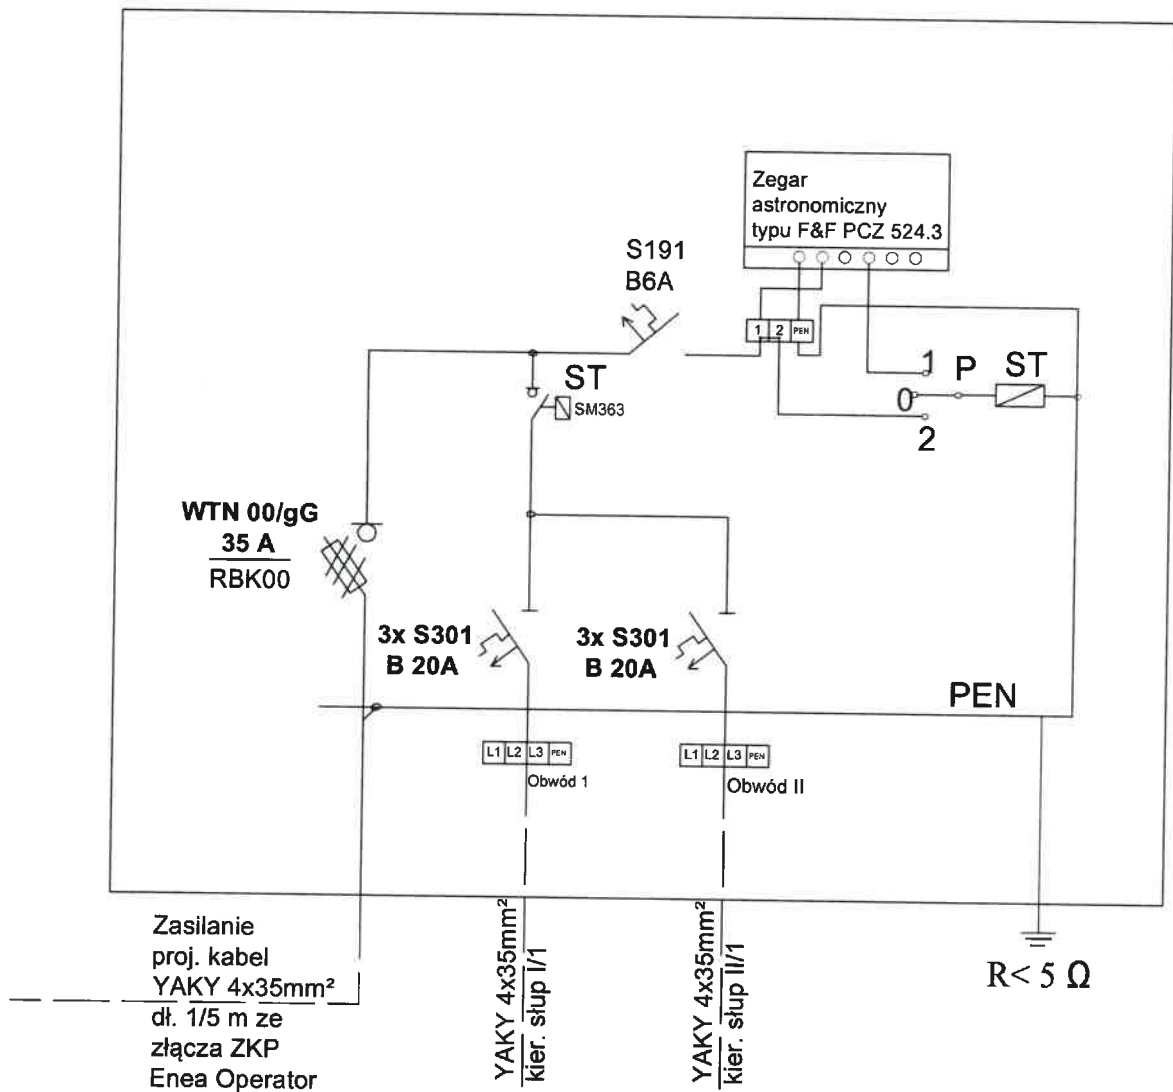 Zegar
astronomiczny
typu F&F PCZ 524.3
S191
B6A
1 2 PEN
ST
SM363
1
P
ST
0
2
WTN 00/gG
35 A
RBK00
3x S301
B 20A
3x S301
B 20A
PEN
L1 L2 L3 PEN
Obwód 1
L1 L2 L3 PEN
Obwód II
Zasilanie
proj. kabel
YAKY 4x35mm²
dł. 1/5 m ze
złącza ZKP
Enea Operator
YAKY 4x35mm²
kier. słup I/1
YAKY 4x35mm²
kier. słup II/1
R< 5 Ω